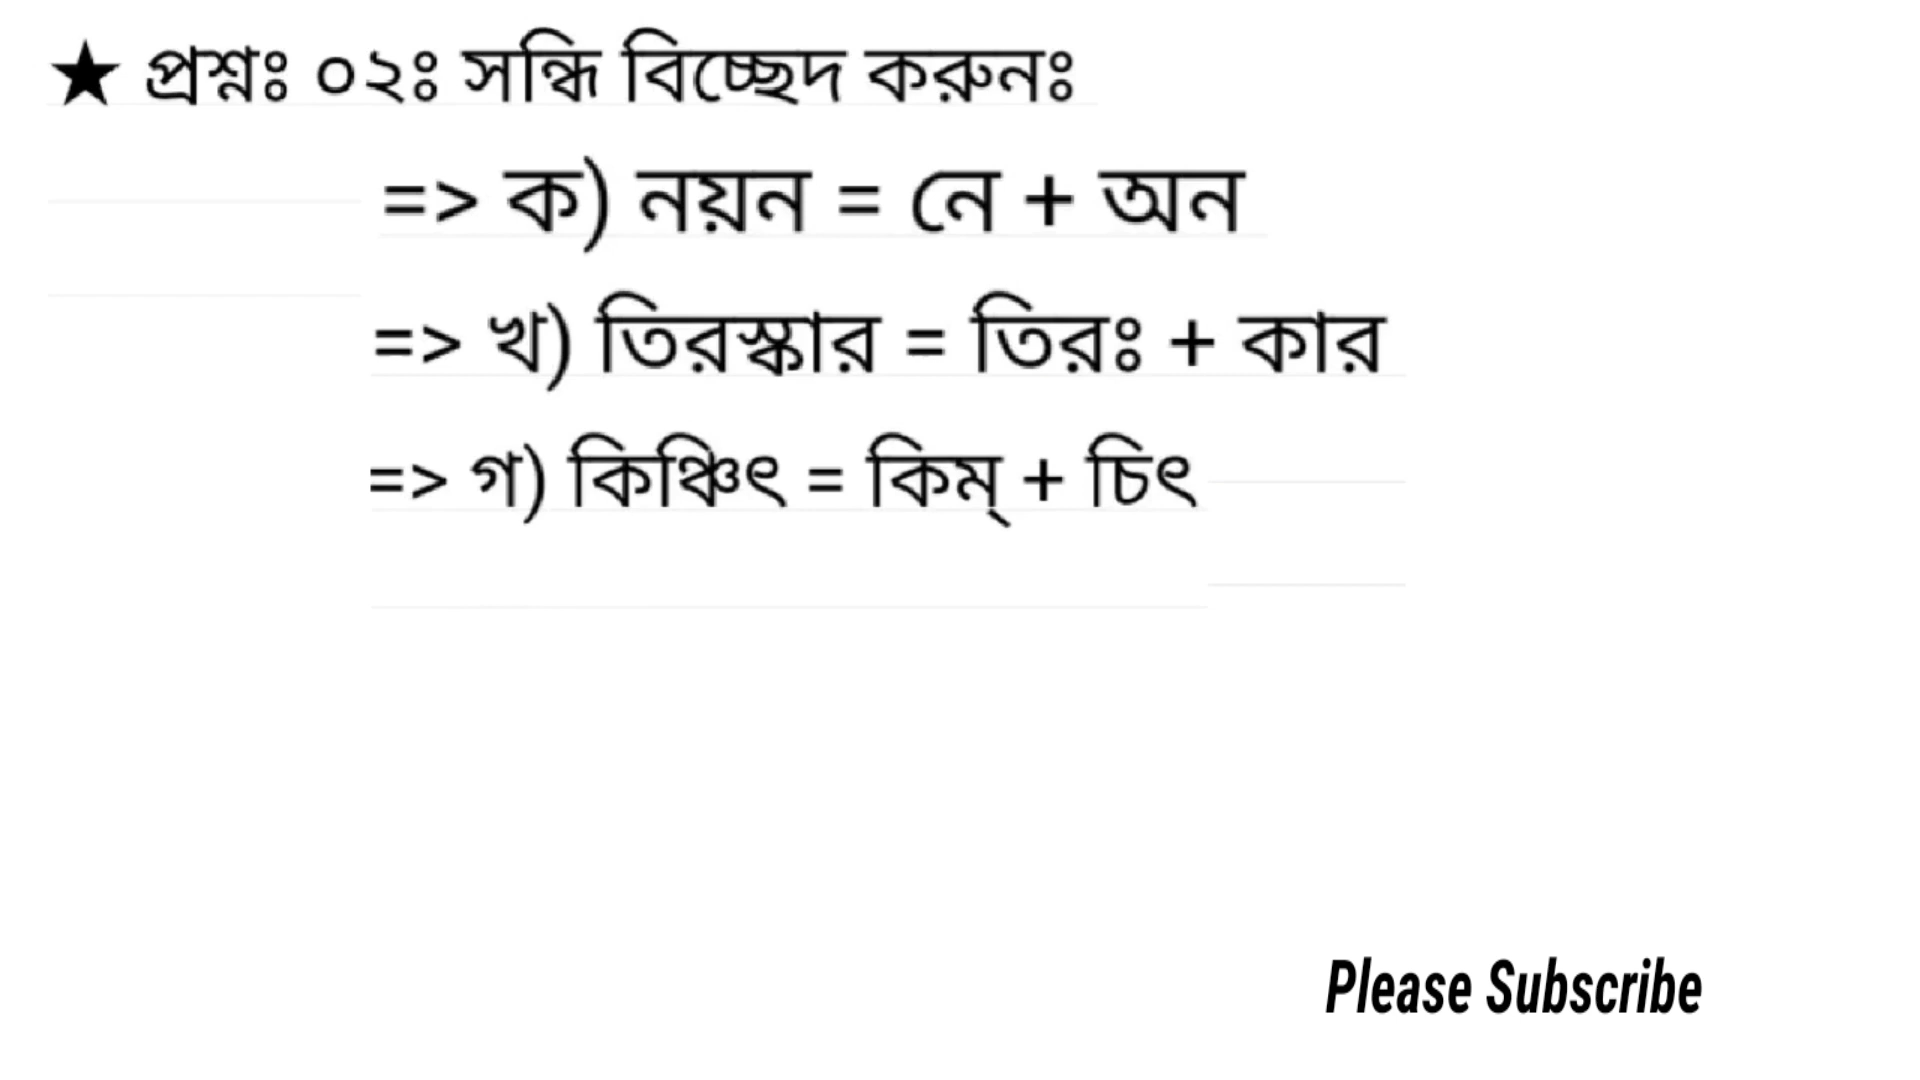 ★ প্রশ্নঃ ০২ঃ সন্ধি বিচ্ছেদ করুনঃ
=> ক) নয়ন = নে + অন
=> খ) তিরস্কার = তিরঃ + কার
=> গ) কিঞ্চিৎ = কিম্ + চিৎ
Please Subscribe